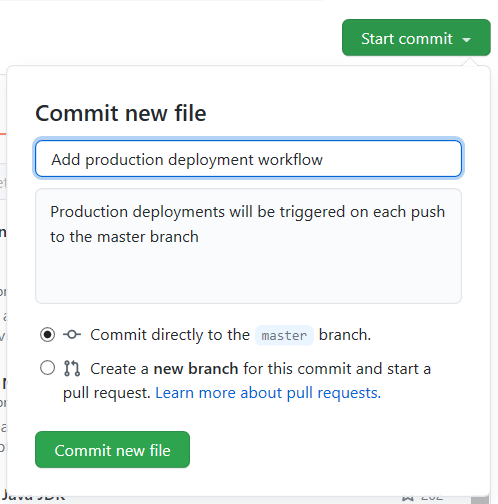 Start commit
Commit new file
Add production deployment workflow
Production deployments will be triggered on each push
to the master branch
Commit directly to the master branch.
Create a new branch for this commit and start a
pull request. Learn more about pull requests.
Commit new file